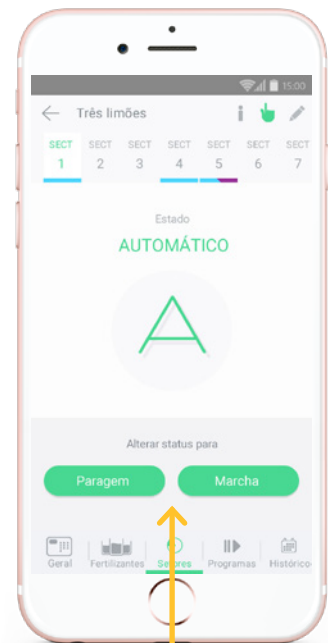 15:00
Três limões
SECT SECT SECT SECT SECT SECT SECT
1 2 3 4 5 6 7
Estado
AUTOMÁTICO
A
Alterar status para
Paragem Marcha
Geral Fertilizantes Setores Programas Histórico